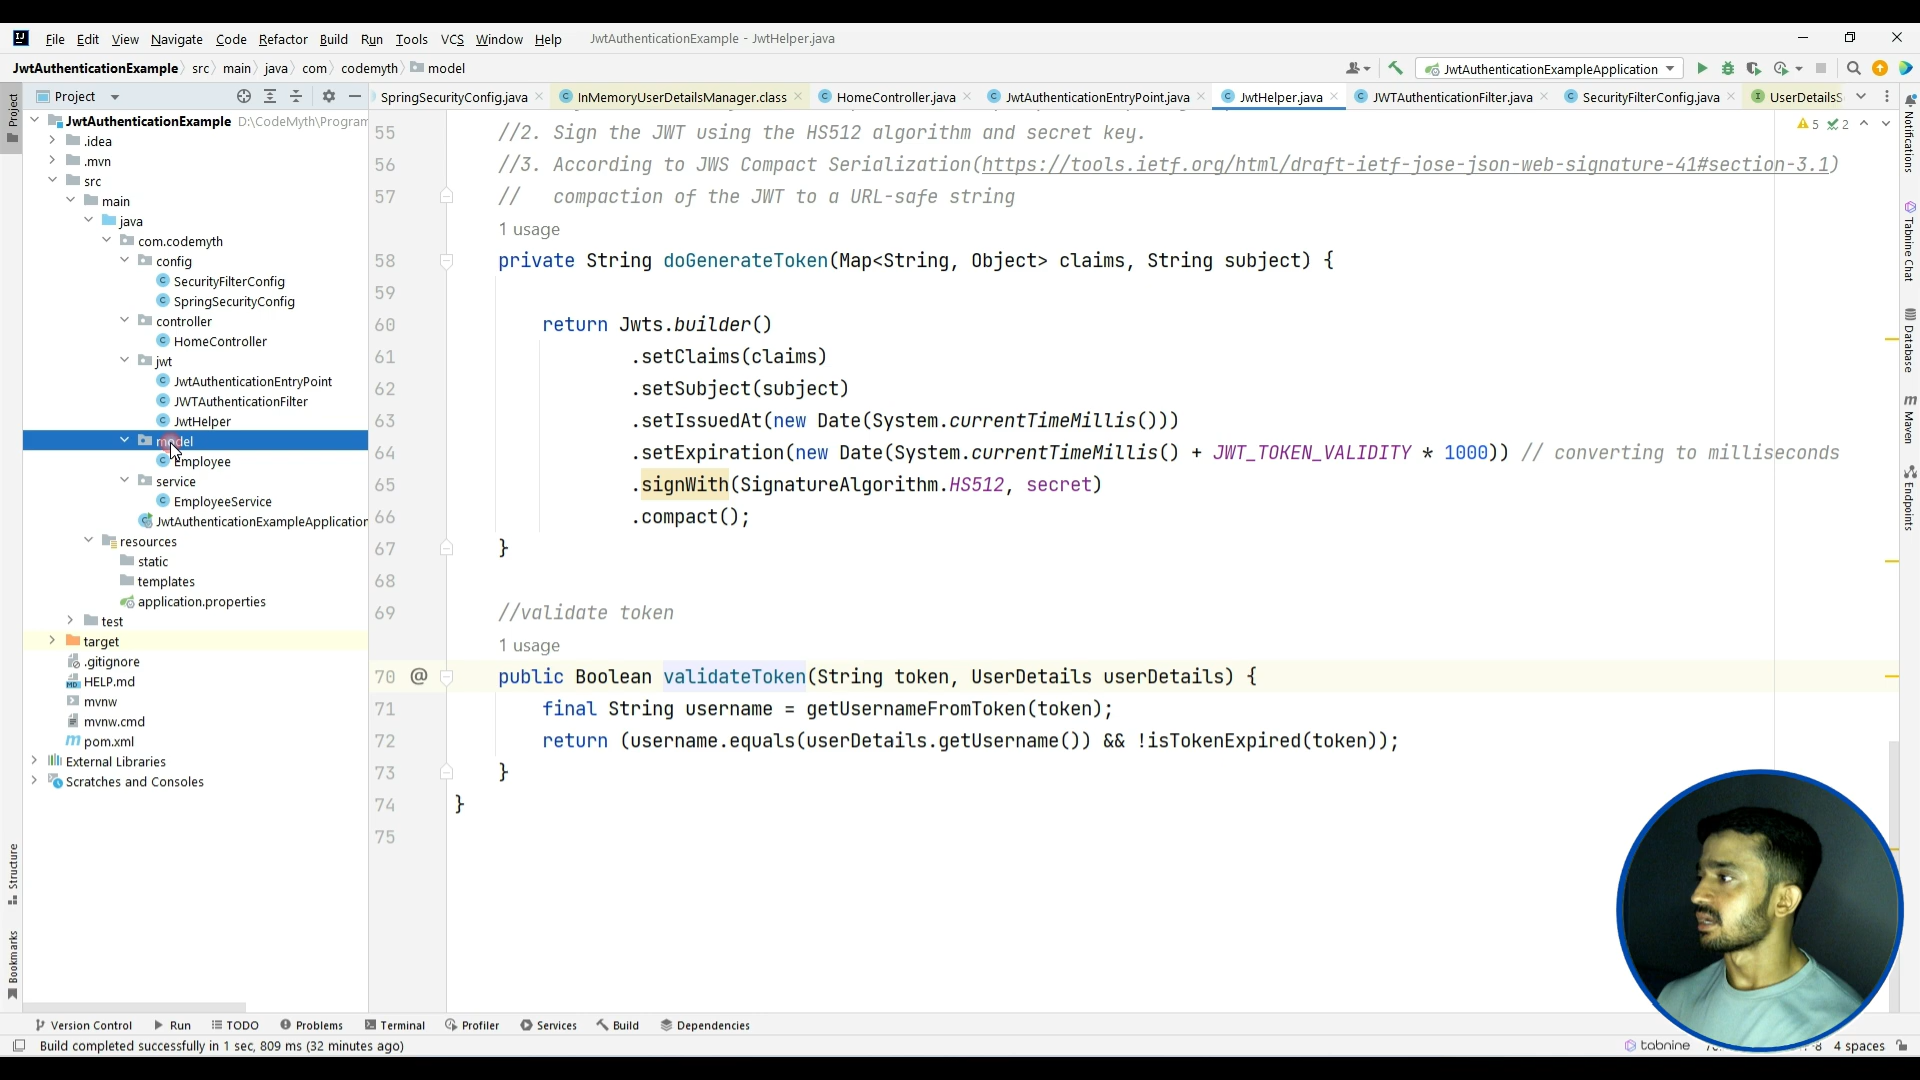 File Edit View Navigate Code Refactor Build Run Tools VCS Window Help JwtAuthenticationExample - JwtHelper.java
JwtAuthenticationExample src main java com codemyth model JwtAuthenticationExampleApplication
Project SpringSecurityConfig.java InMemoryUserDetailsManager.class HomeController.java JwtAuthenticationEntryPoint.java JwtHelper.java JWTAuthenticationFilter.java SecurityFilterConfig.java UserDetailsS
JwtAuthenticationExample D:\CodeMyth\Program
.idea
.mvn
src
main
java
com.codemyth
config
SecurityFilterConfig
SpringSecurityConfig
controller
HomeController
jwt
JwtAuthenticationEntryPoint
JWTAuthenticationFilter
JwtHelper
model
Employee
service
EmployeeService
JwtAuthenticationExampleApplication
resources
static
templates
application.properties
test
target
.gitignore
HELP.md
mvnw
mvnw.cmd
pom.xml
External Libraries
Scratches and Consoles
5 2
55 //2. Sign the JWT using the HS512 algorithm and secret key.
56 //3. According to JWS Compact Serialization(https://tools.ietf.org/html/draft-ietf-jose-json-web-signature-41#section-3.1)
57 //   compaction of the JWT to a URL-safe string
1 usage
58 private String doGenerateToken(Map<String, Object> claims, String subject) {
59
60 return Jwts.builder()
61 .setClaims(claims)
62 .setSubject(subject)
63 .setIssuedAt(new Date(System.currentTimeMillis()))
64 .setExpiration(new Date(System.currentTimeMillis() + JWT_TOKEN_VALIDITY * 1000)) // converting to milliseconds
65 .signWith(SignatureAlgorithm.HS512, secret)
66 .compact();
67 }
68
69 //validate token
1 usage
70 @ public Boolean validateToken(String token, UserDetails userDetails) {
71 final String username = getUsernameFromToken(token);
72 return (username.equals(userDetails.getUsername()) && !isTokenExpired(token));
73 }
74 }
75
Project
Structure
Bookmarks
Notifications
Tabnine Chat
Database
Maven
Endpoints
Version Control Run TODO Problems Terminal Profiler Services Build Dependencies
Build completed successfully in 1 sec, 809 ms (32 minutes ago) tabnine 4 spaces